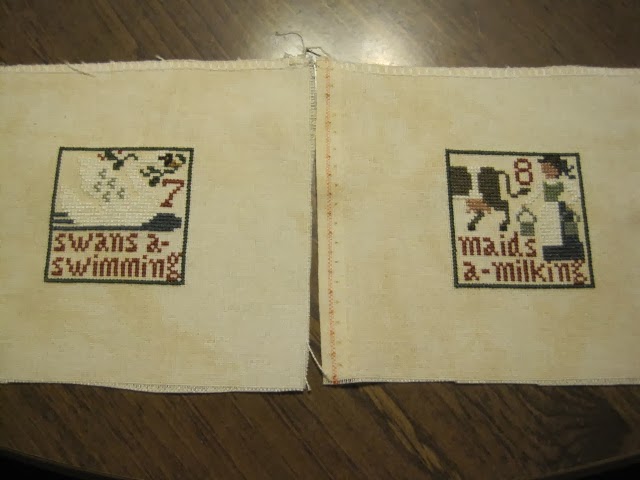 7
swans a-
swimming
8
maids
a-milking